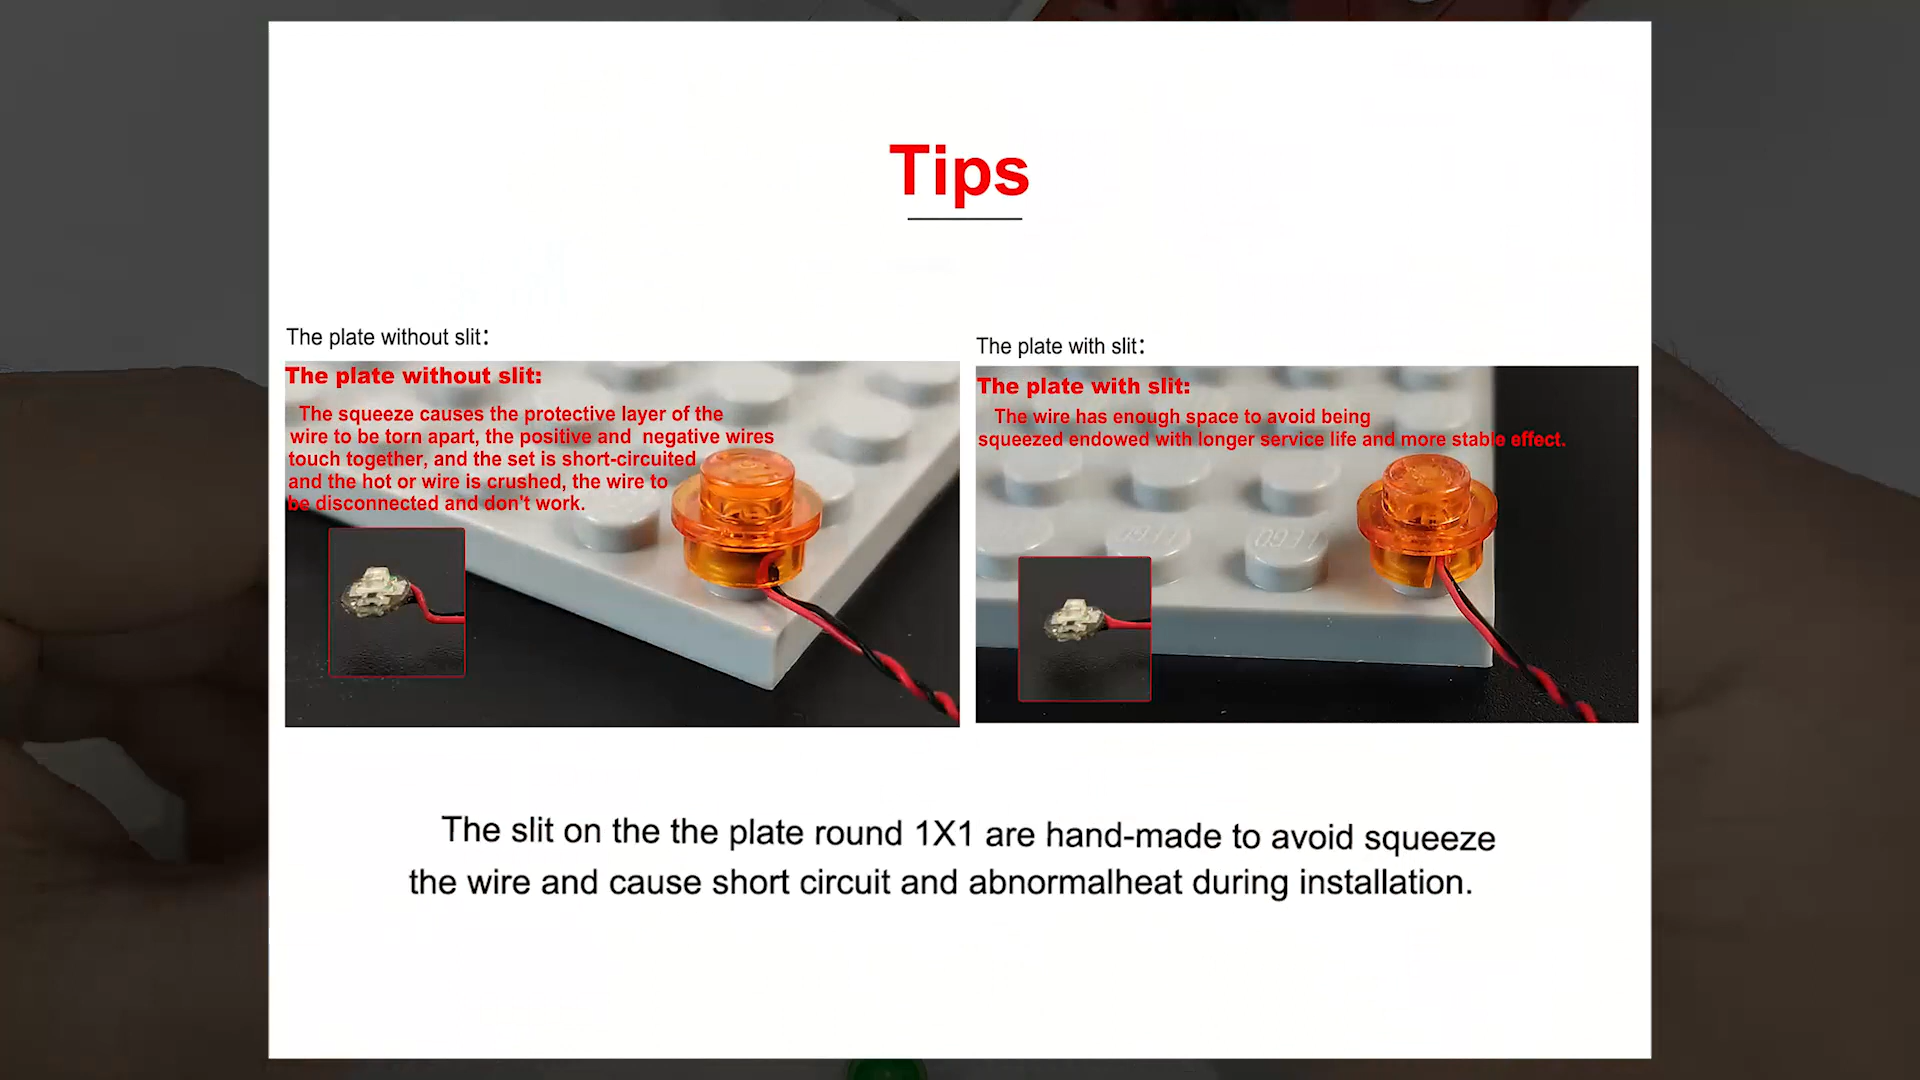 Tips
The plate without slit:
The plate without slit:
The squeeze causes the protective layer of the
wire to be torn apart, the positive and negative wires
touch together, and the set is short-circuited
and the hot or wire is crushed, the wire to
be disconnected and don't work.
The plate with slit:
The plate with slit:
The wire has enough space to avoid being
squeezed endowed with longer service life and more stable effect.
LEGO
LEGO
The slit on the the plate round 1X1 are hand-made to avoid squeeze
the wire and cause short circuit and abnormalheat during installation.